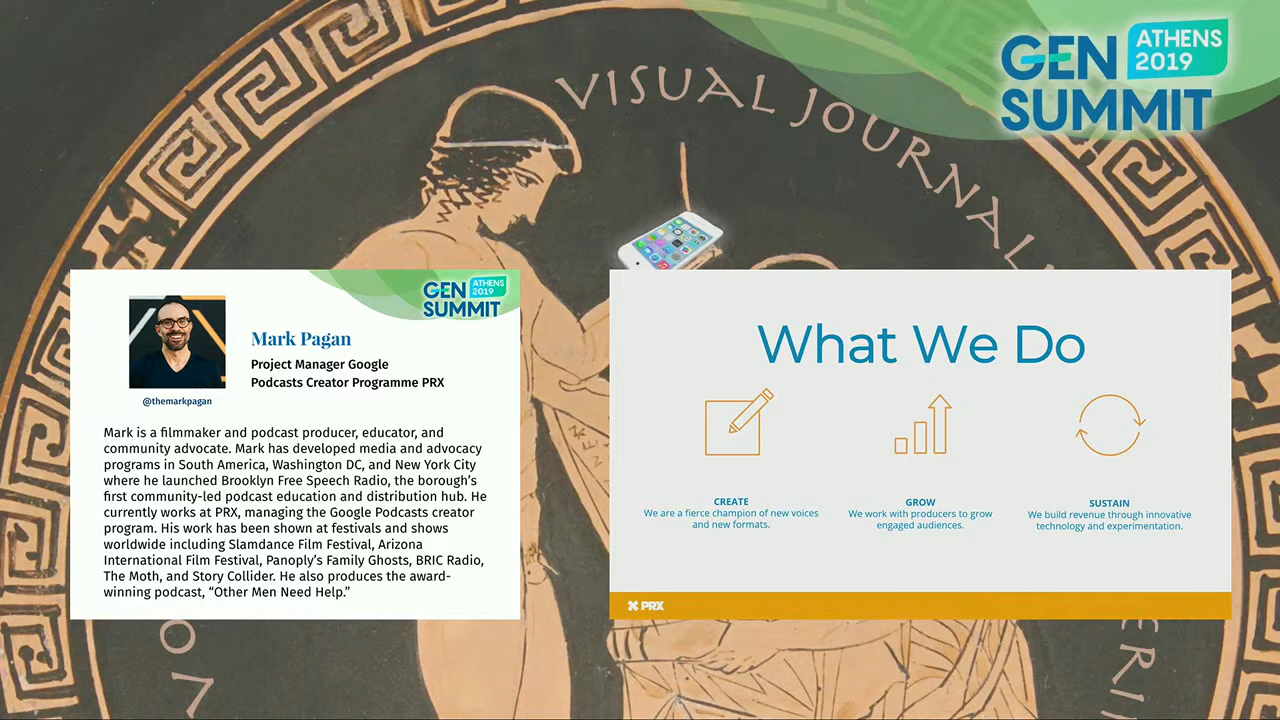 VISUAL JOURNAL
GEN
ATHENS
2019
SUMMIT
GEN
ATHENS
2019
SUMMIT
Mark Pagan
Project Manager Google
Podcasts Creator Programme PRX
@themarkpagan
Mark is a filmmaker and podcast producer, educator, and
community advocate. Mark has developed media and advocacy
programs in South America, Washington DC, and New York City
where he launched Brooklyn Free Speech Radio, the borough's
first community-led podcast education and distribution hub. He
currently works at PRX, managing the Google Podcasts creator
program. His work has been shown at festivals and shows
worldwide including Slamdance Film Festival, Arizona
International Film Festival, Panoply's Family Ghosts, BRIC Radio,
The Moth, and Story Collider. He also produces the award-
winning podcast, “Other Men Need Help.”
What We Do
CREATE
We are a fierce champion of new voices
and new formats.
GROW
We work with producers to grow
engaged audiences.
SUSTAIN
We build revenue through innovative
technology and experimentation.
PRX